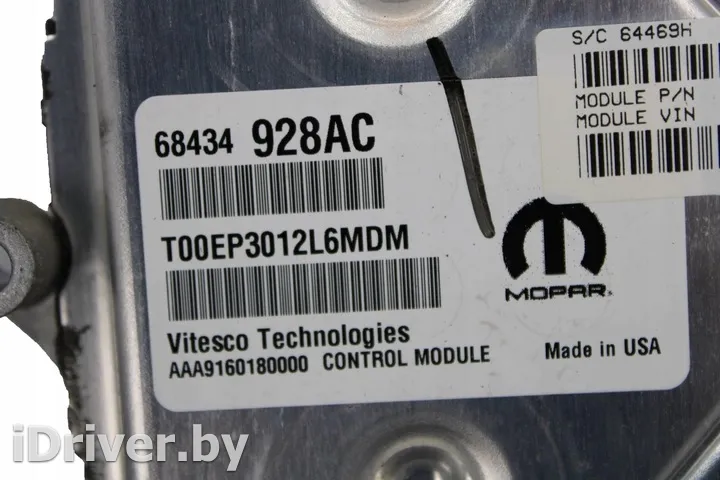 S/C 64469H
MODULE P/N
MODULE VIN
68434 928AC
T00EP3012L6MDM
MOPAR
Vitesco Technologies
AAA9160180000 CONTROL MODULE
Made in USA
iDriver.by